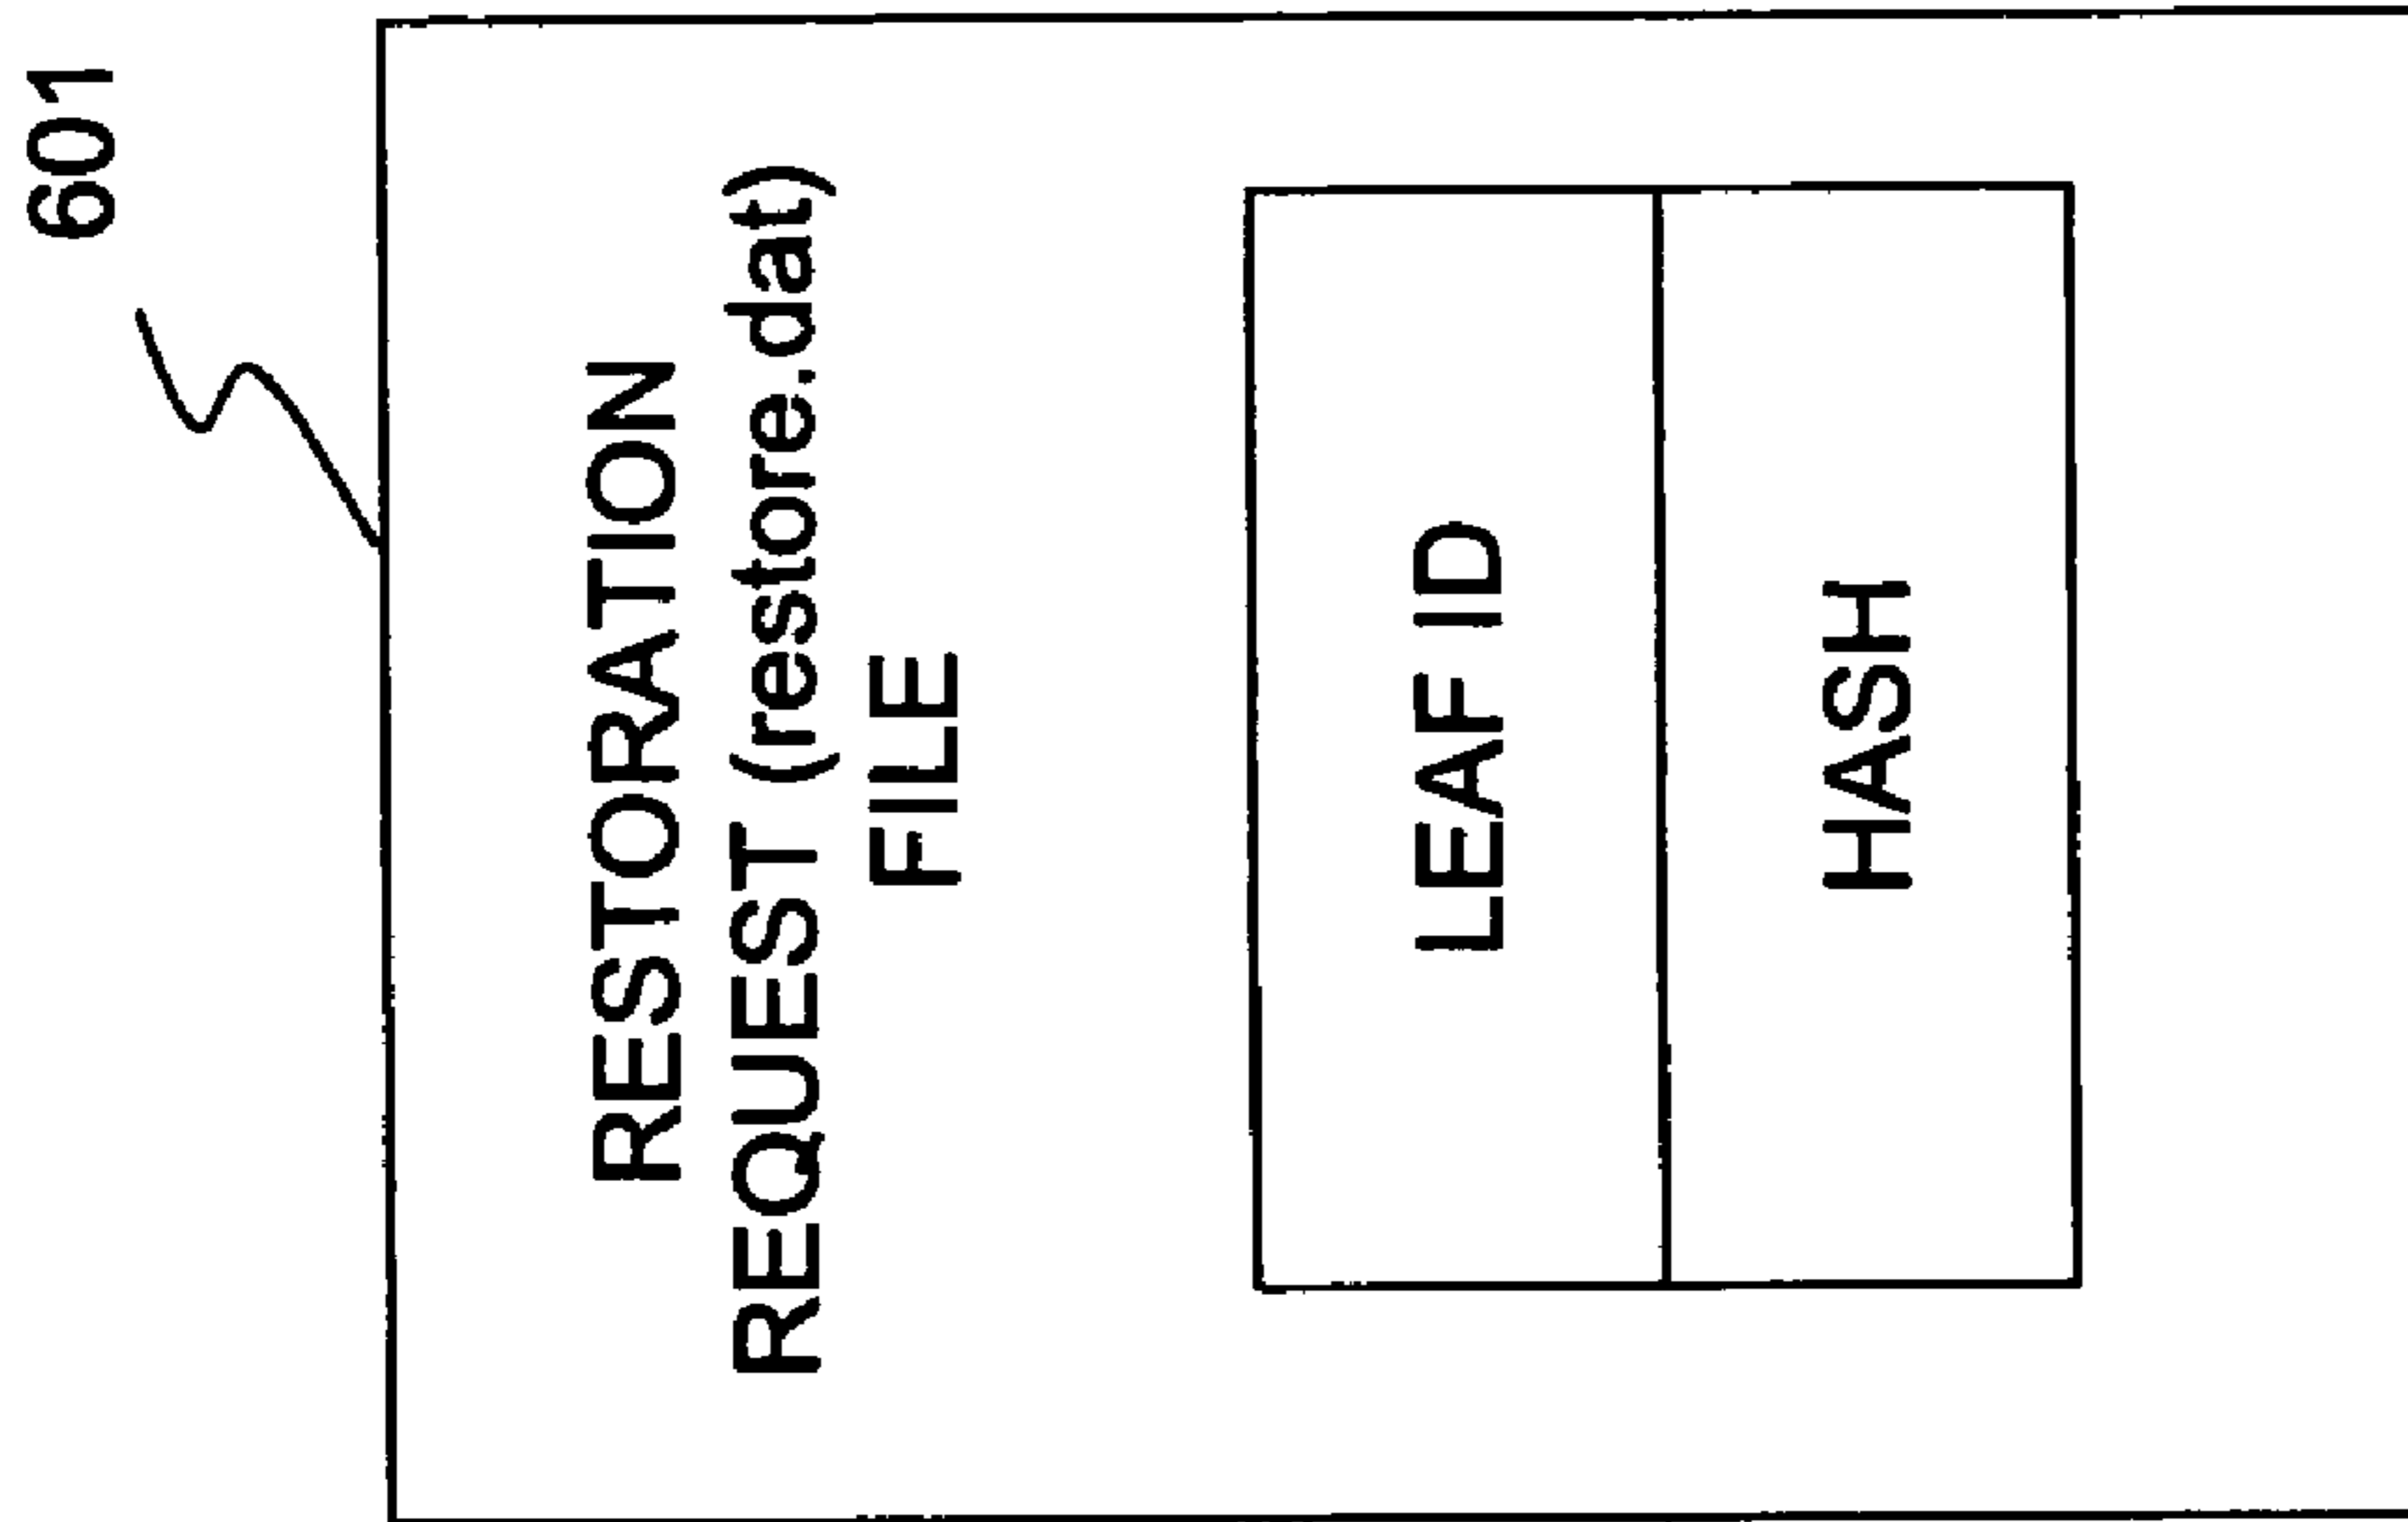 601
RESTORATION
REQUEST (restore.dat)
FILE
LEAF ID
HASH